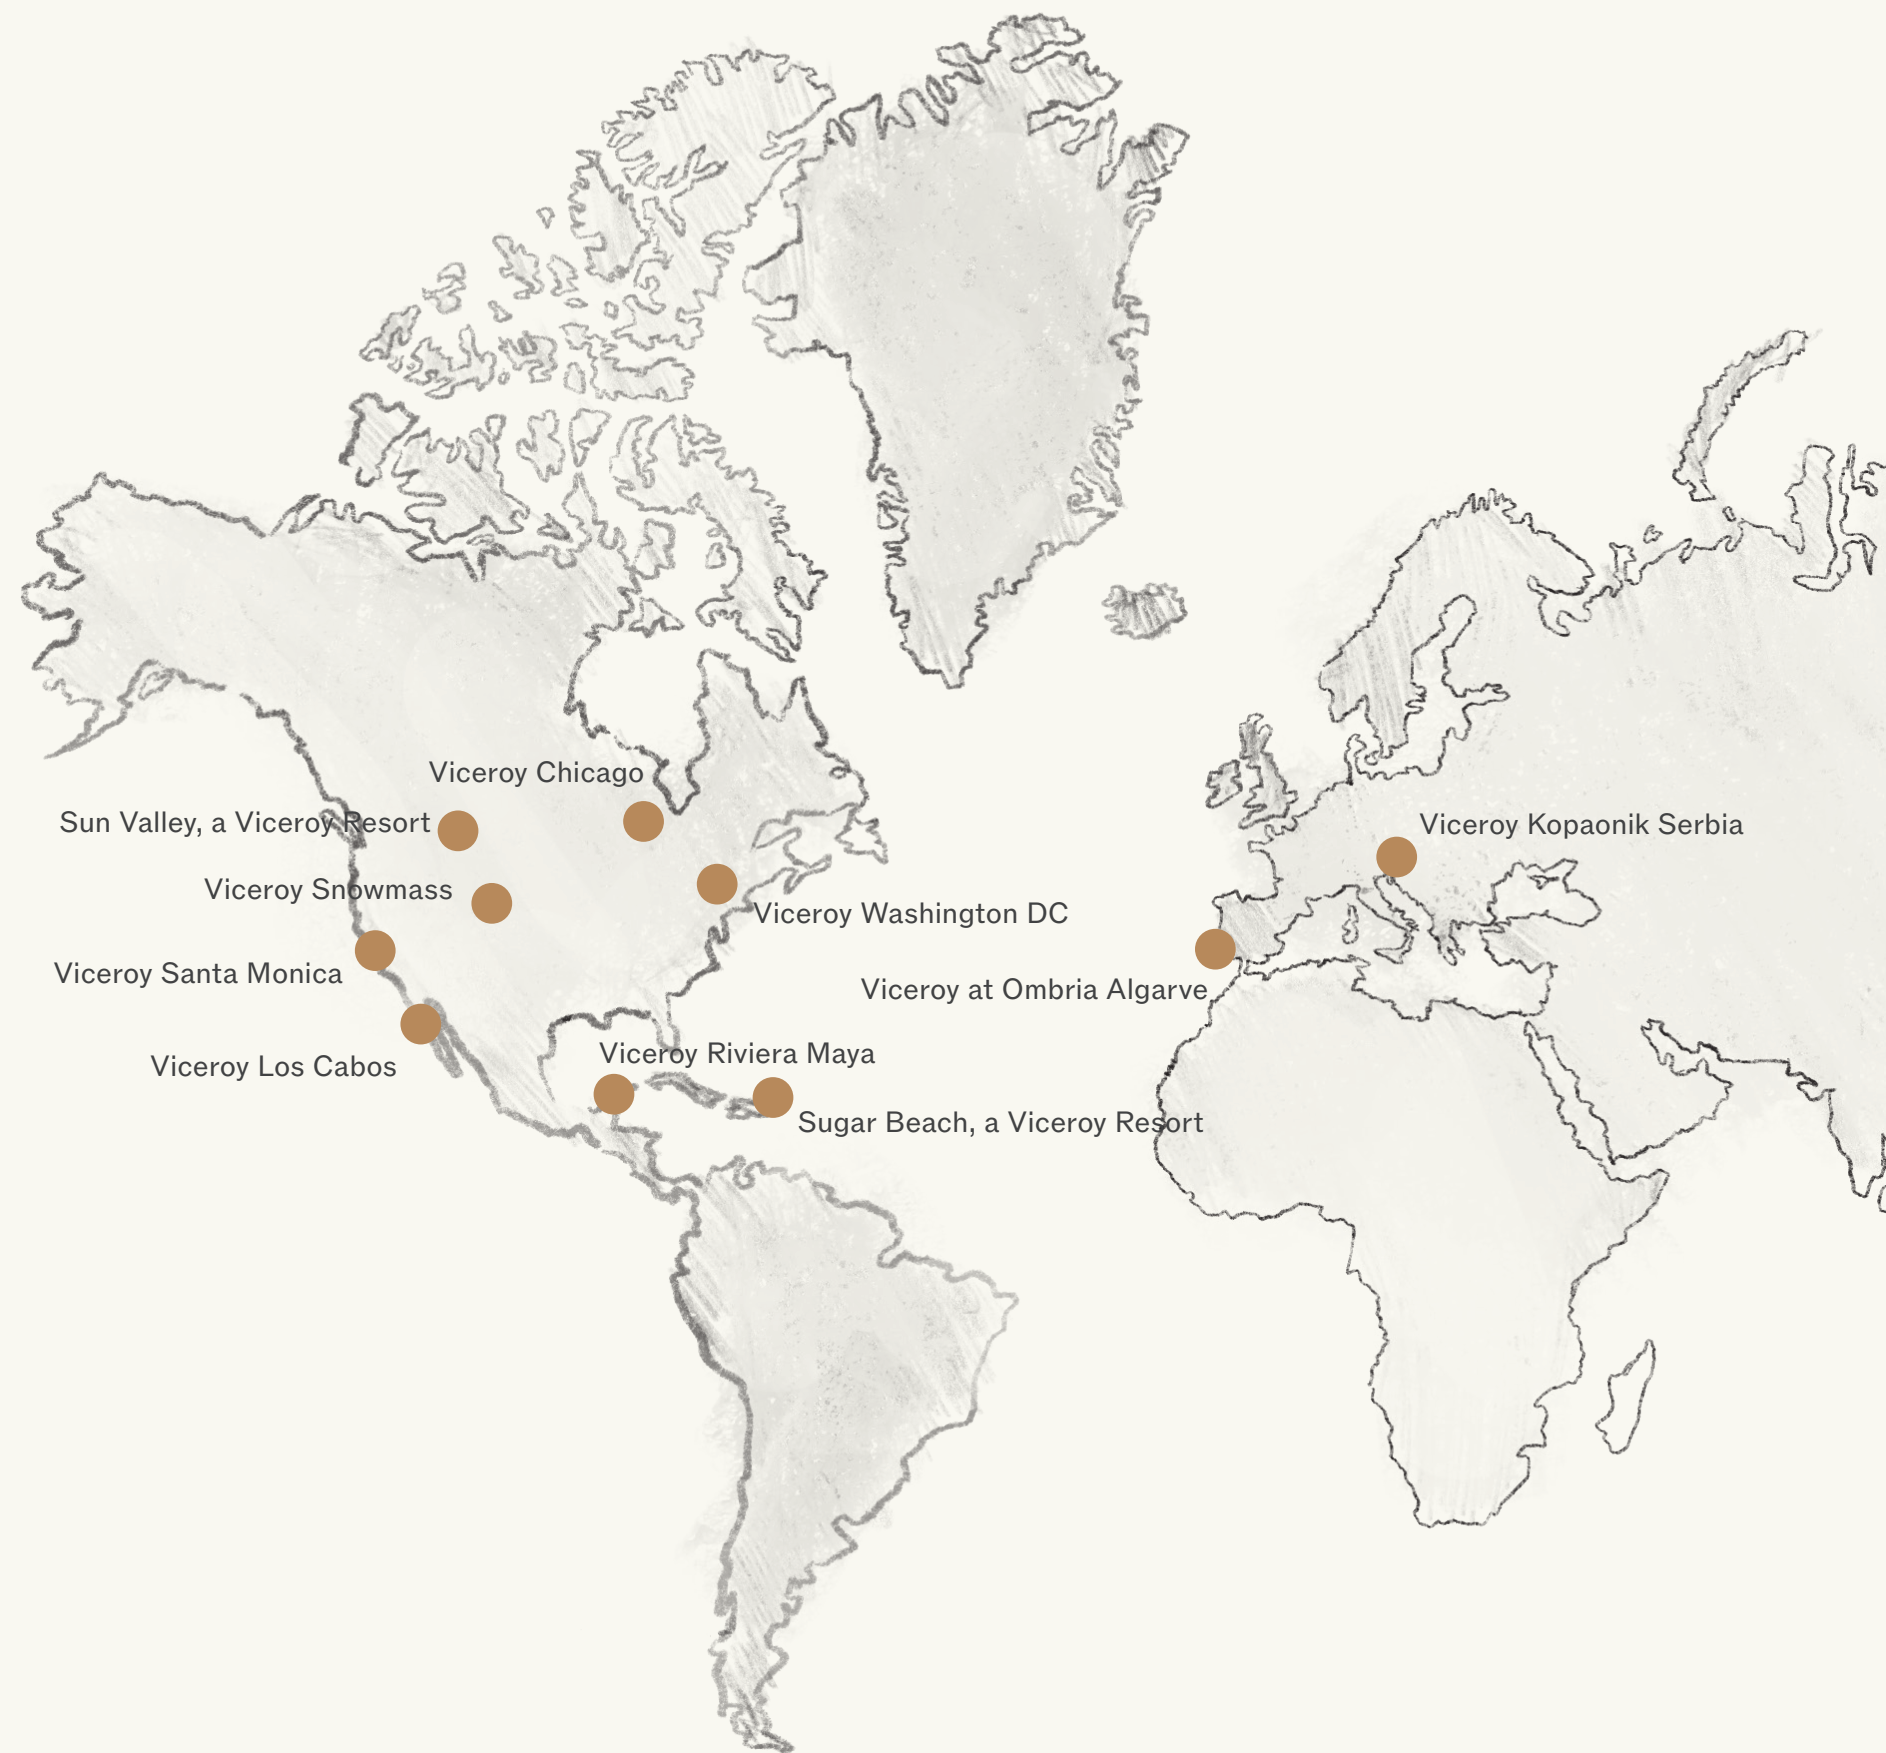 Viceroy Chicago
Sun Valley, a Viceroy Resort
Viceroy Kopaonik Serbia
Viceroy Snowmass
Viceroy Washington DC
Viceroy Santa Monica
Viceroy at Ombria Algarve
Viceroy Riviera Maya
Viceroy Los Cabos
Sugar Beach, a Viceroy Resort